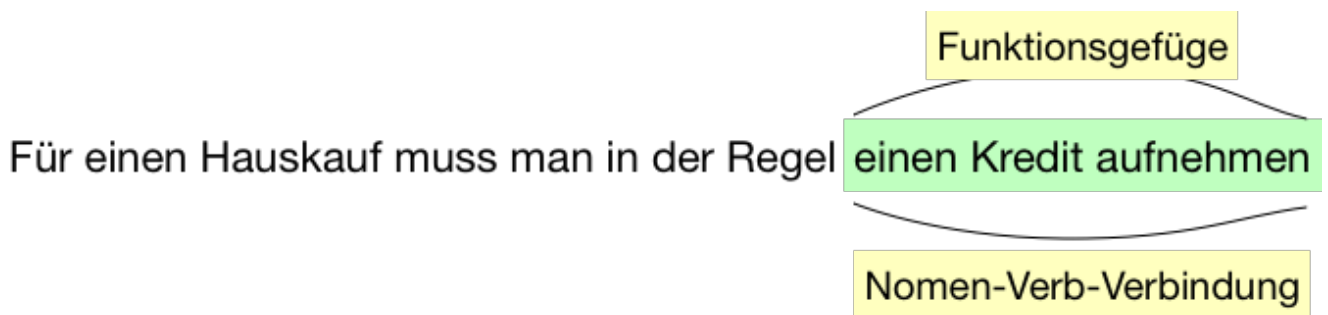 Funktionsgefüge
Für einen Hauskauf muss man in der Regel einen Kredit aufnehmen
Nomen-Verb-Verbindung